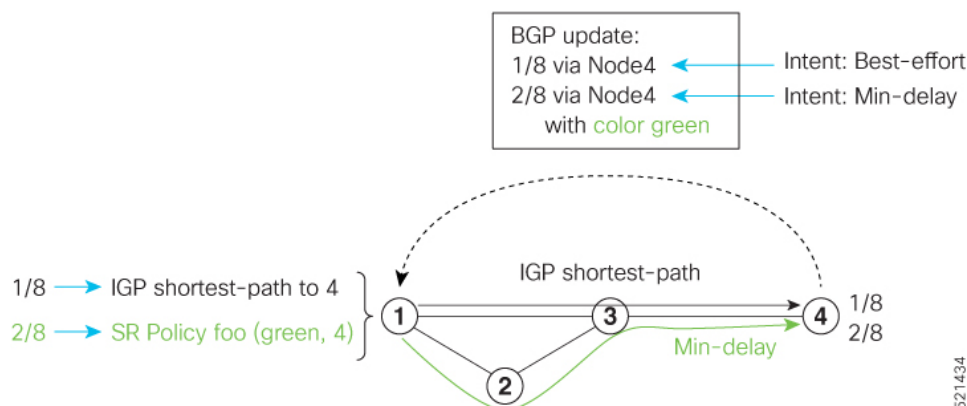 BGP update:
1/8 via Node4
Intent: Best-effort
2/8 via Node4
Intent: Min-delay
with color green
IGP shortest-path
1/8
IGP shortest-path to 4
2/8
SR Policy foo (green, 4)
1
3
4
1/8
2/8
Min-delay
2
521434